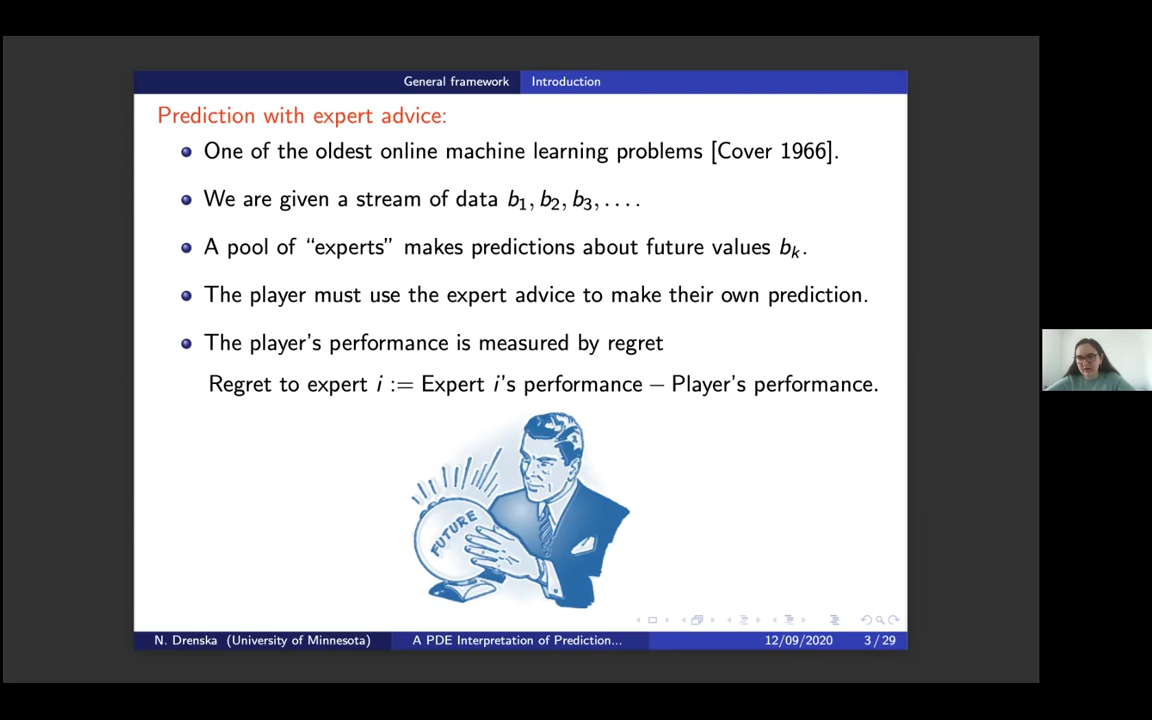 General framework Introduction
Prediction with expert advice:
One of the oldest online machine learning problems [Cover 1966].
We are given a stream of data b₁, b₂, b₃, . . . .
A pool of “experts” makes predictions about future values bₖ.
The player must use the expert advice to make their own prediction.
The player’s performance is measured by regret
Regret to expert i := Expert i’s performance − Player’s performance.
FUTURE
N. Drenska (University of Minnesota) A PDE Interpretation of Prediction... 12/09/2020 3 / 29